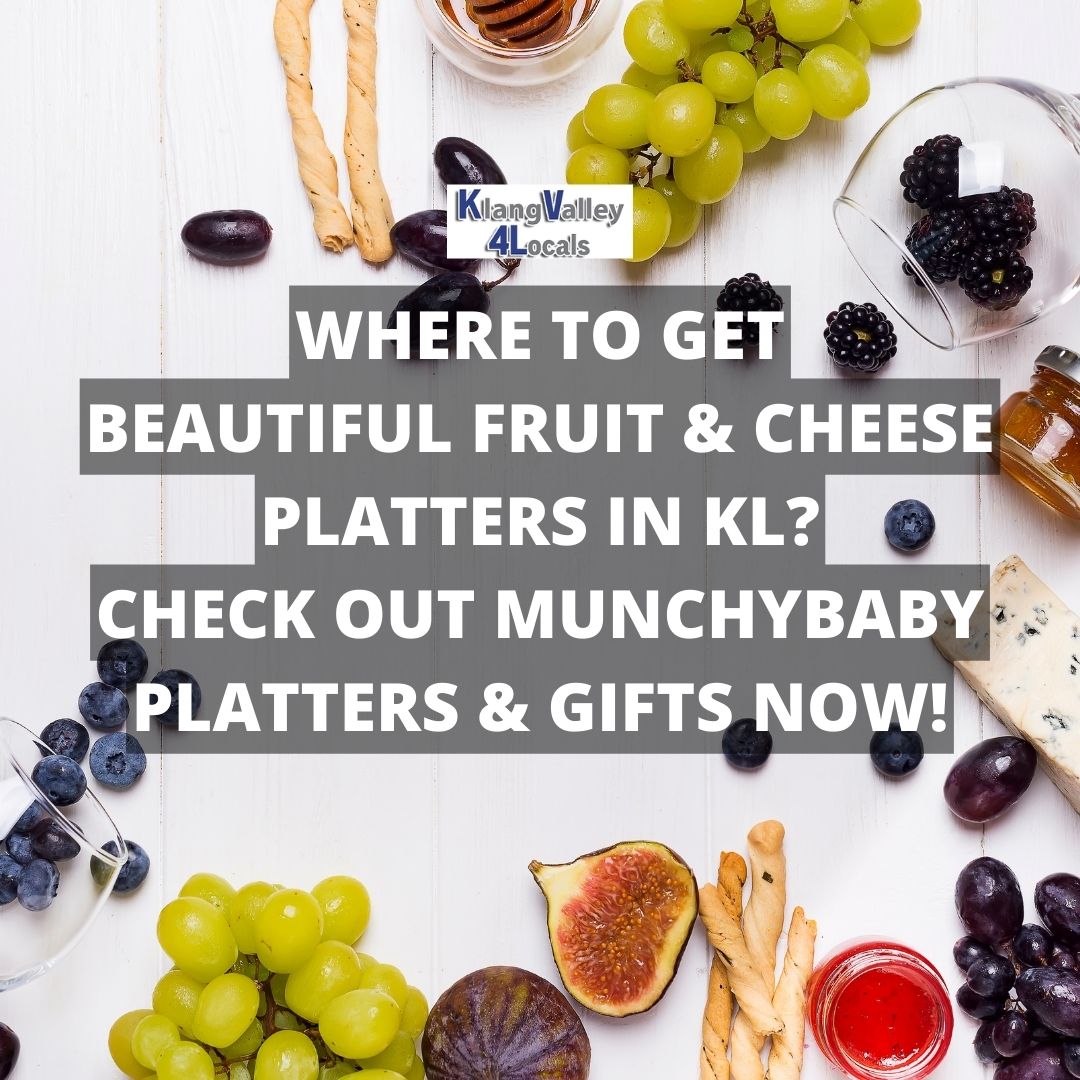 KlangValley
4Locals
WHERE TO GET
BEAUTIFUL FRUIT & CHEESE
PLATTERS IN KL?
CHECK OUT MUNCHYBABY
PLATTERS & GIFTS NOW!